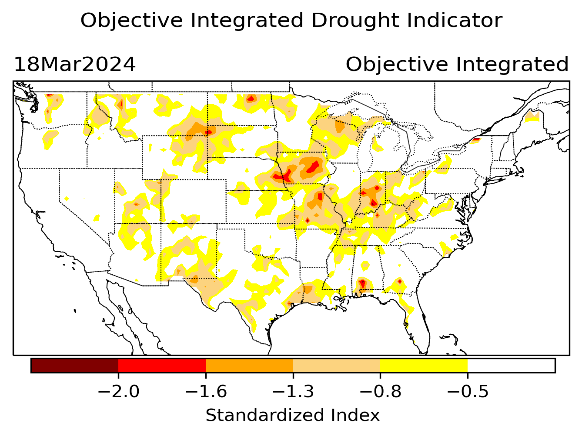 Objective Integrated Drought Indicator
18Mar2024 Objective Integrated
−2.0 −1.6 −1.3 −0.8 −0.5
Standardized Index